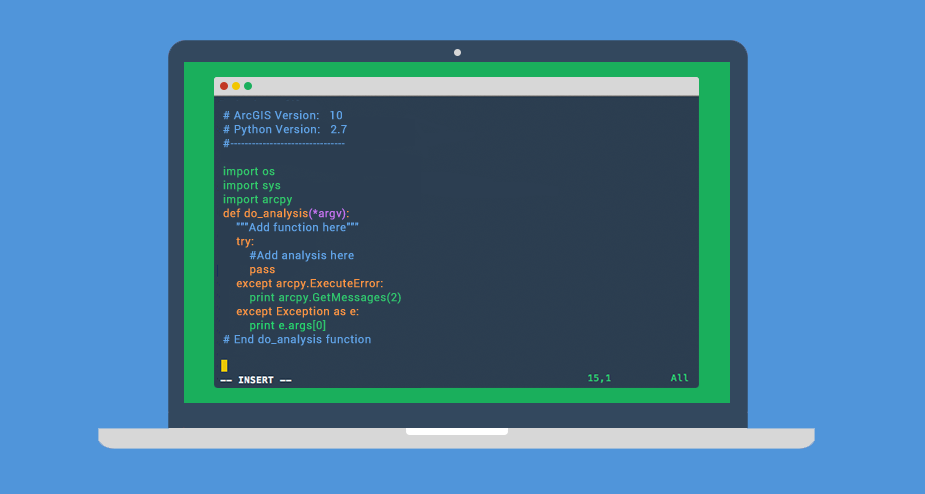 # ArcGIS Version:   10
# Python Version:   2.7
#--------------------------------
import os
import sys
import arcpy
def do_analysis(*argv):
    """Add function here"""
    try:
        #Add analysis here
        pass
    except arcpy.ExecuteError:
        print arcpy.GetMessages(2)
    except Exception as e:
        print e.args[0]
# End do_analysis function
-- INSERT --                    15,1          All